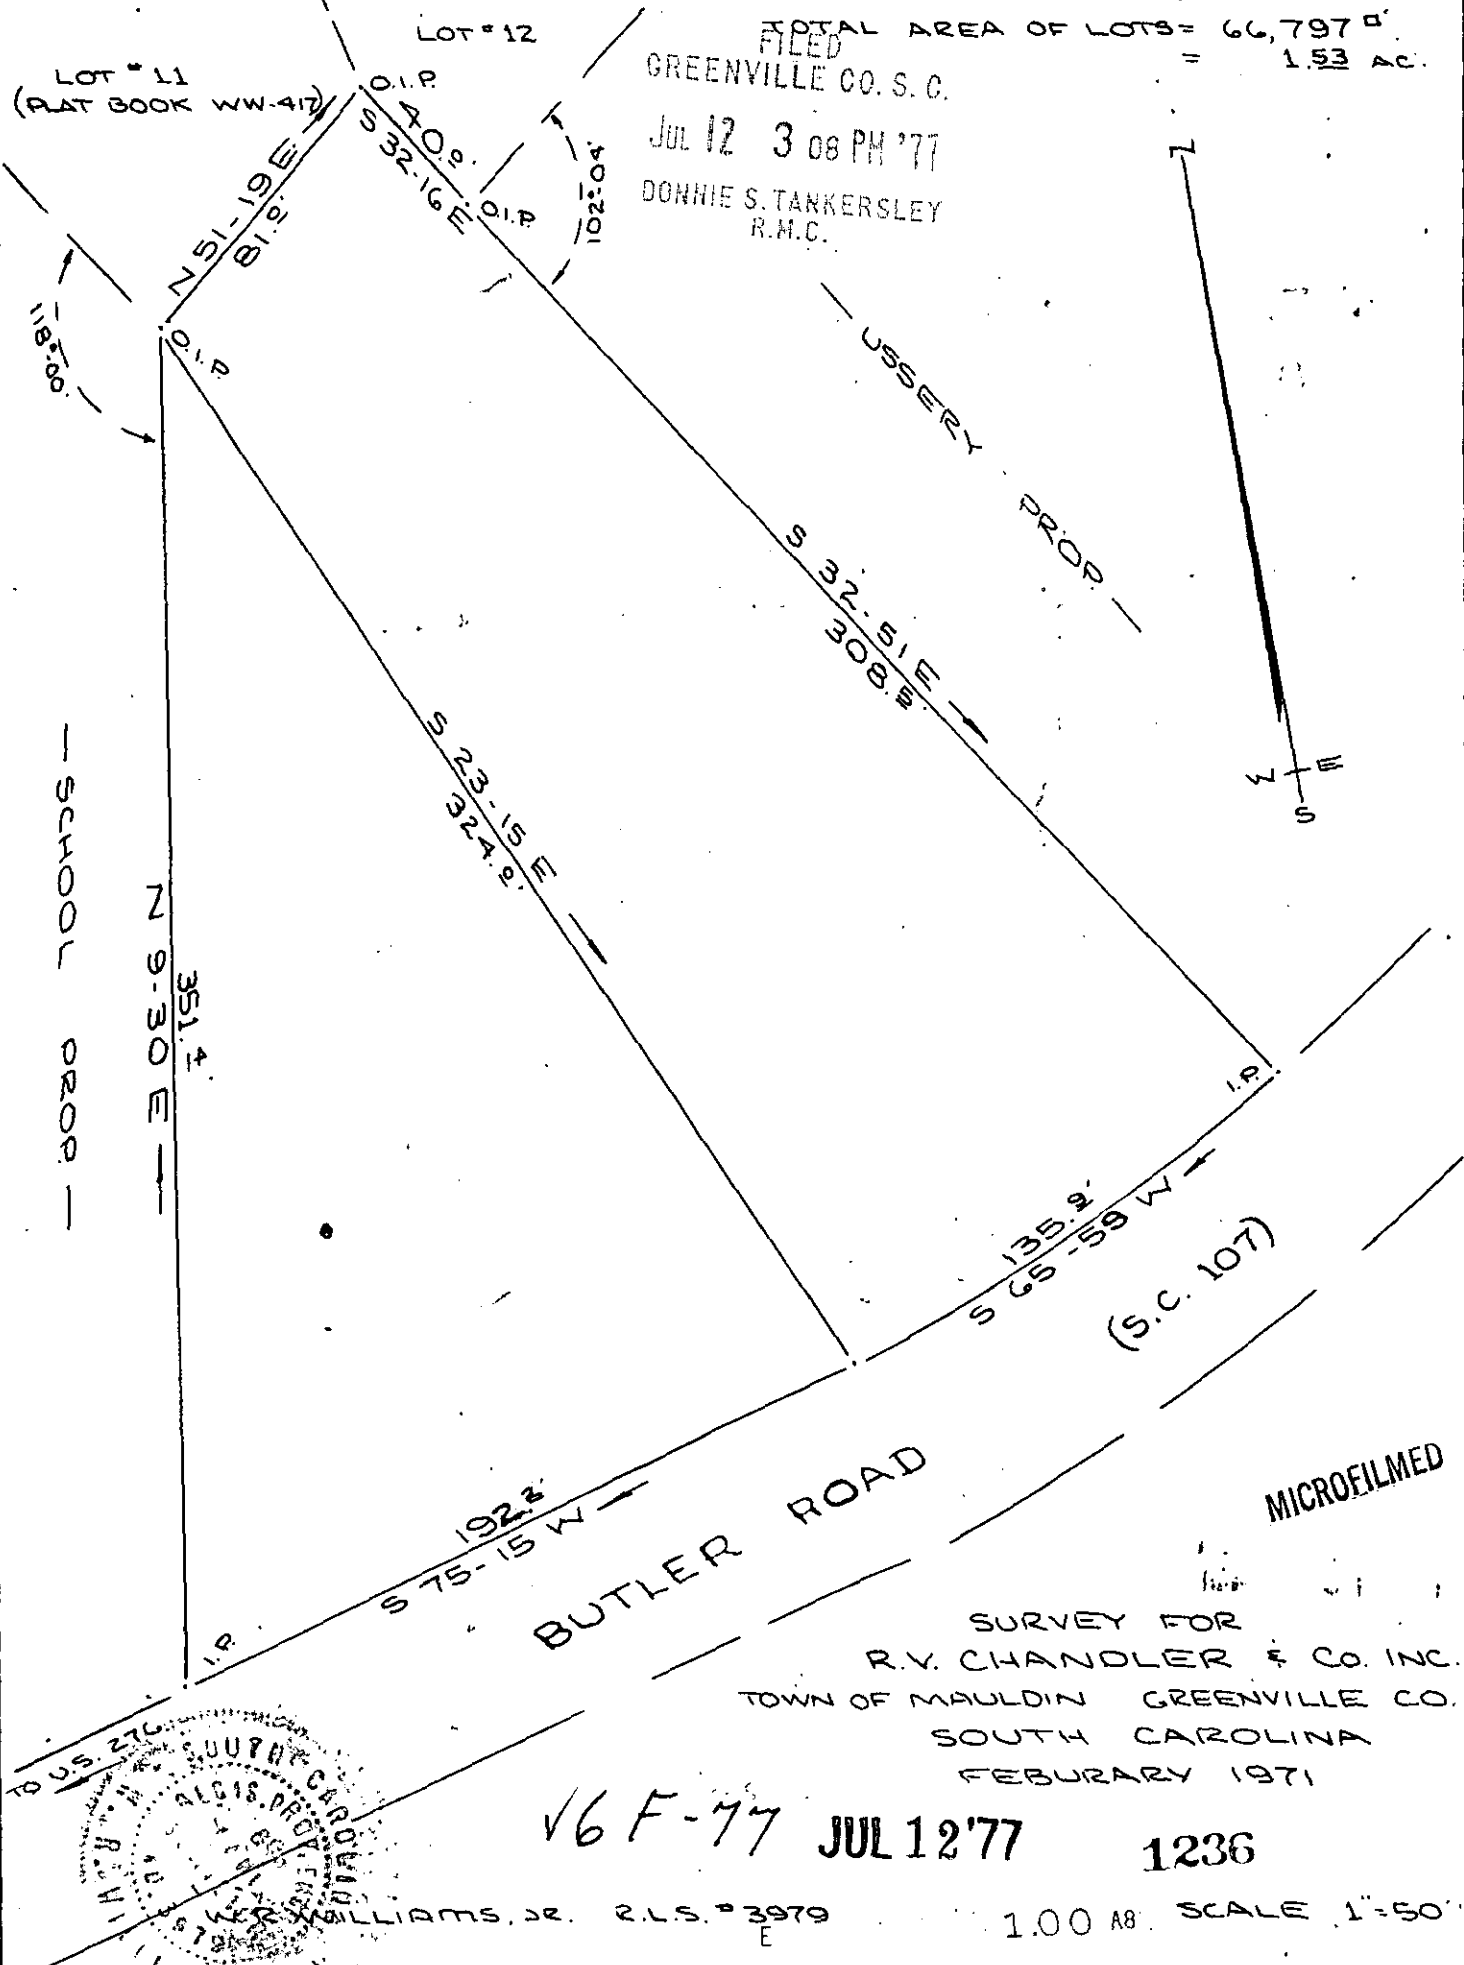 LOT #12
TOTAL AREA OF LOTS = 66,797 □'.
= 1.53 AC.
LOT #11
(PLAT BOOK WW-417)
FILED
GREENVILLE CO. S. C.
JUL 12 3 08 PM '77
DONNIE S. TANKERSLEY
R.M.C.
O.I.P.
40.0'
S 32-16 E
O.I.P.
102°-04'
N 51-19 E
81.0'
118°-00'
O.I.P.
N
USSERY PROP.
W E
S
S 32-51 E
308.5'
S 23-15 E
324.0'
SCHOOL PROP.
N 9-30 E
351.4'
I.P.
135.9'
S 65-59 W
(S.C. 107)
192.3'
S 75-15 W
BUTLER ROAD
I.P.
TO U.S. 276
MICROFILMED
SURVEY FOR
R.V. CHANDLER & CO. INC.
TOWN OF MAULDIN GREENVILLE CO.
SOUTH CAROLINA
FEBURARY 1971
√6 F-77
JUL 12 '77
1236
SOUTH CAROLINA
W.R. WILLIAMS, JR. R.L.S. #3979
E
1.00 A8
SCALE 1"=50'